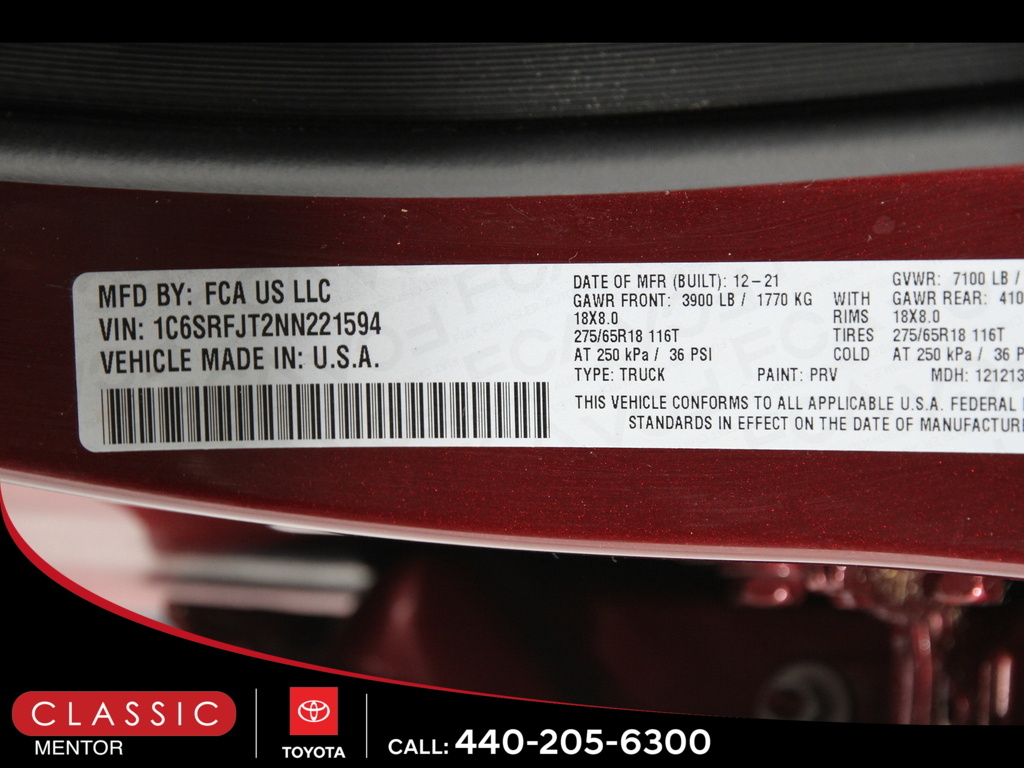 MFD BY: FCA US LLC
VIN: 1C6SRFJT2NN221594
VEHICLE MADE IN: U.S.A.
DATE OF MFR (BUILT): 12-21
GVWR: 7100 LB /
GAWR FRONT: 3900 LB / 1770 KG WITH GAWR REAR: 410
18X8.0 RIMS 18X8.0
275/65R18 116T TIRES 275/65R18 116T
AT 250 kPa / 36 PSI COLD AT 250 kPa / 36 P
TYPE: TRUCK PAINT: PRV MDH: 121213
THIS VEHICLE CONFORMS TO ALL APPLICABLE U.S.A. FEDERAL
STANDARDS IN EFFECT ON THE DATE OF MANUFACTURE
CLASSIC
MENTOR
TOYOTA
CALL: 440-205-6300